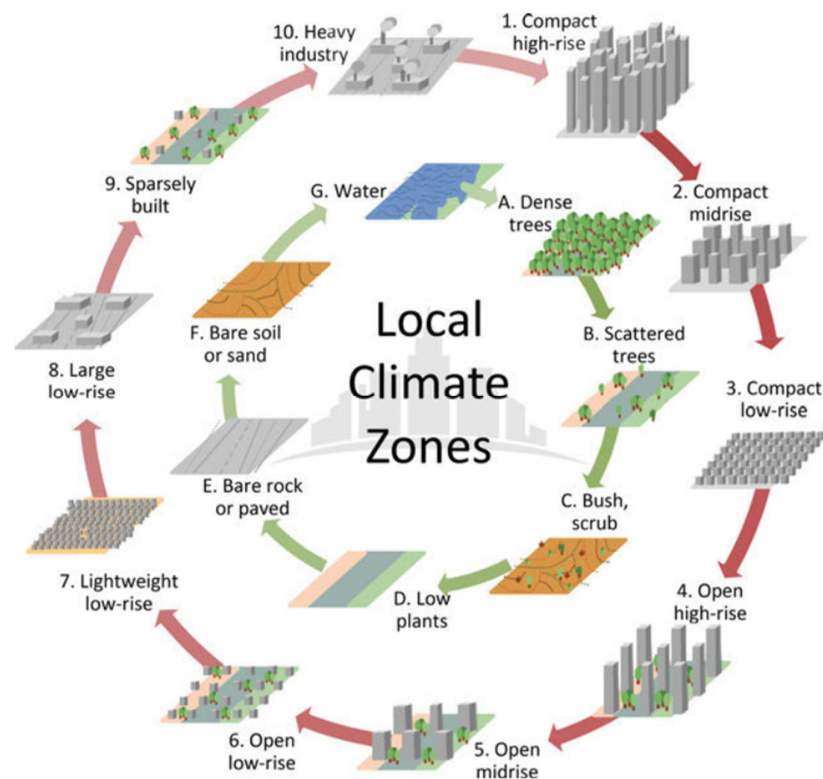 Local
Climate
Zones
1. Compact
high-rise
2. Compact
midrise
3. Compact
low-rise
4. Open
high-rise
5. Open
midrise
6. Open
low-rise
7. Lightweight
low-rise
8. Large
low-rise
9. Sparsely
built
10. Heavy
industry
A. Dense
trees
B. Scattered
trees
C. Bush,
scrub
D. Low
plants
E. Bare rock
or paved
F. Bare soil
or sand
G. Water